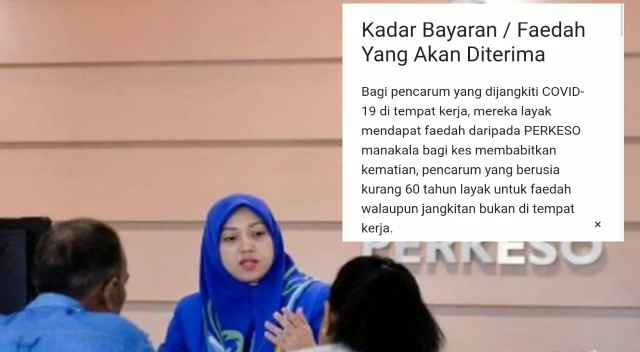 Kadar Bayaran / Faedah
Yang Akan Diterima
Bagi pencarum yang dijangkiti COVID-
19 di tempat kerja, mereka layak
mendapat faedah daripada PERKESO
manakala bagi kes membabitkan
kematian, pencarum yang berusia
kurang 60 tahun layak untuk faedah
walaupun jangkitan bukan di tempat
kerja.
PERKESO